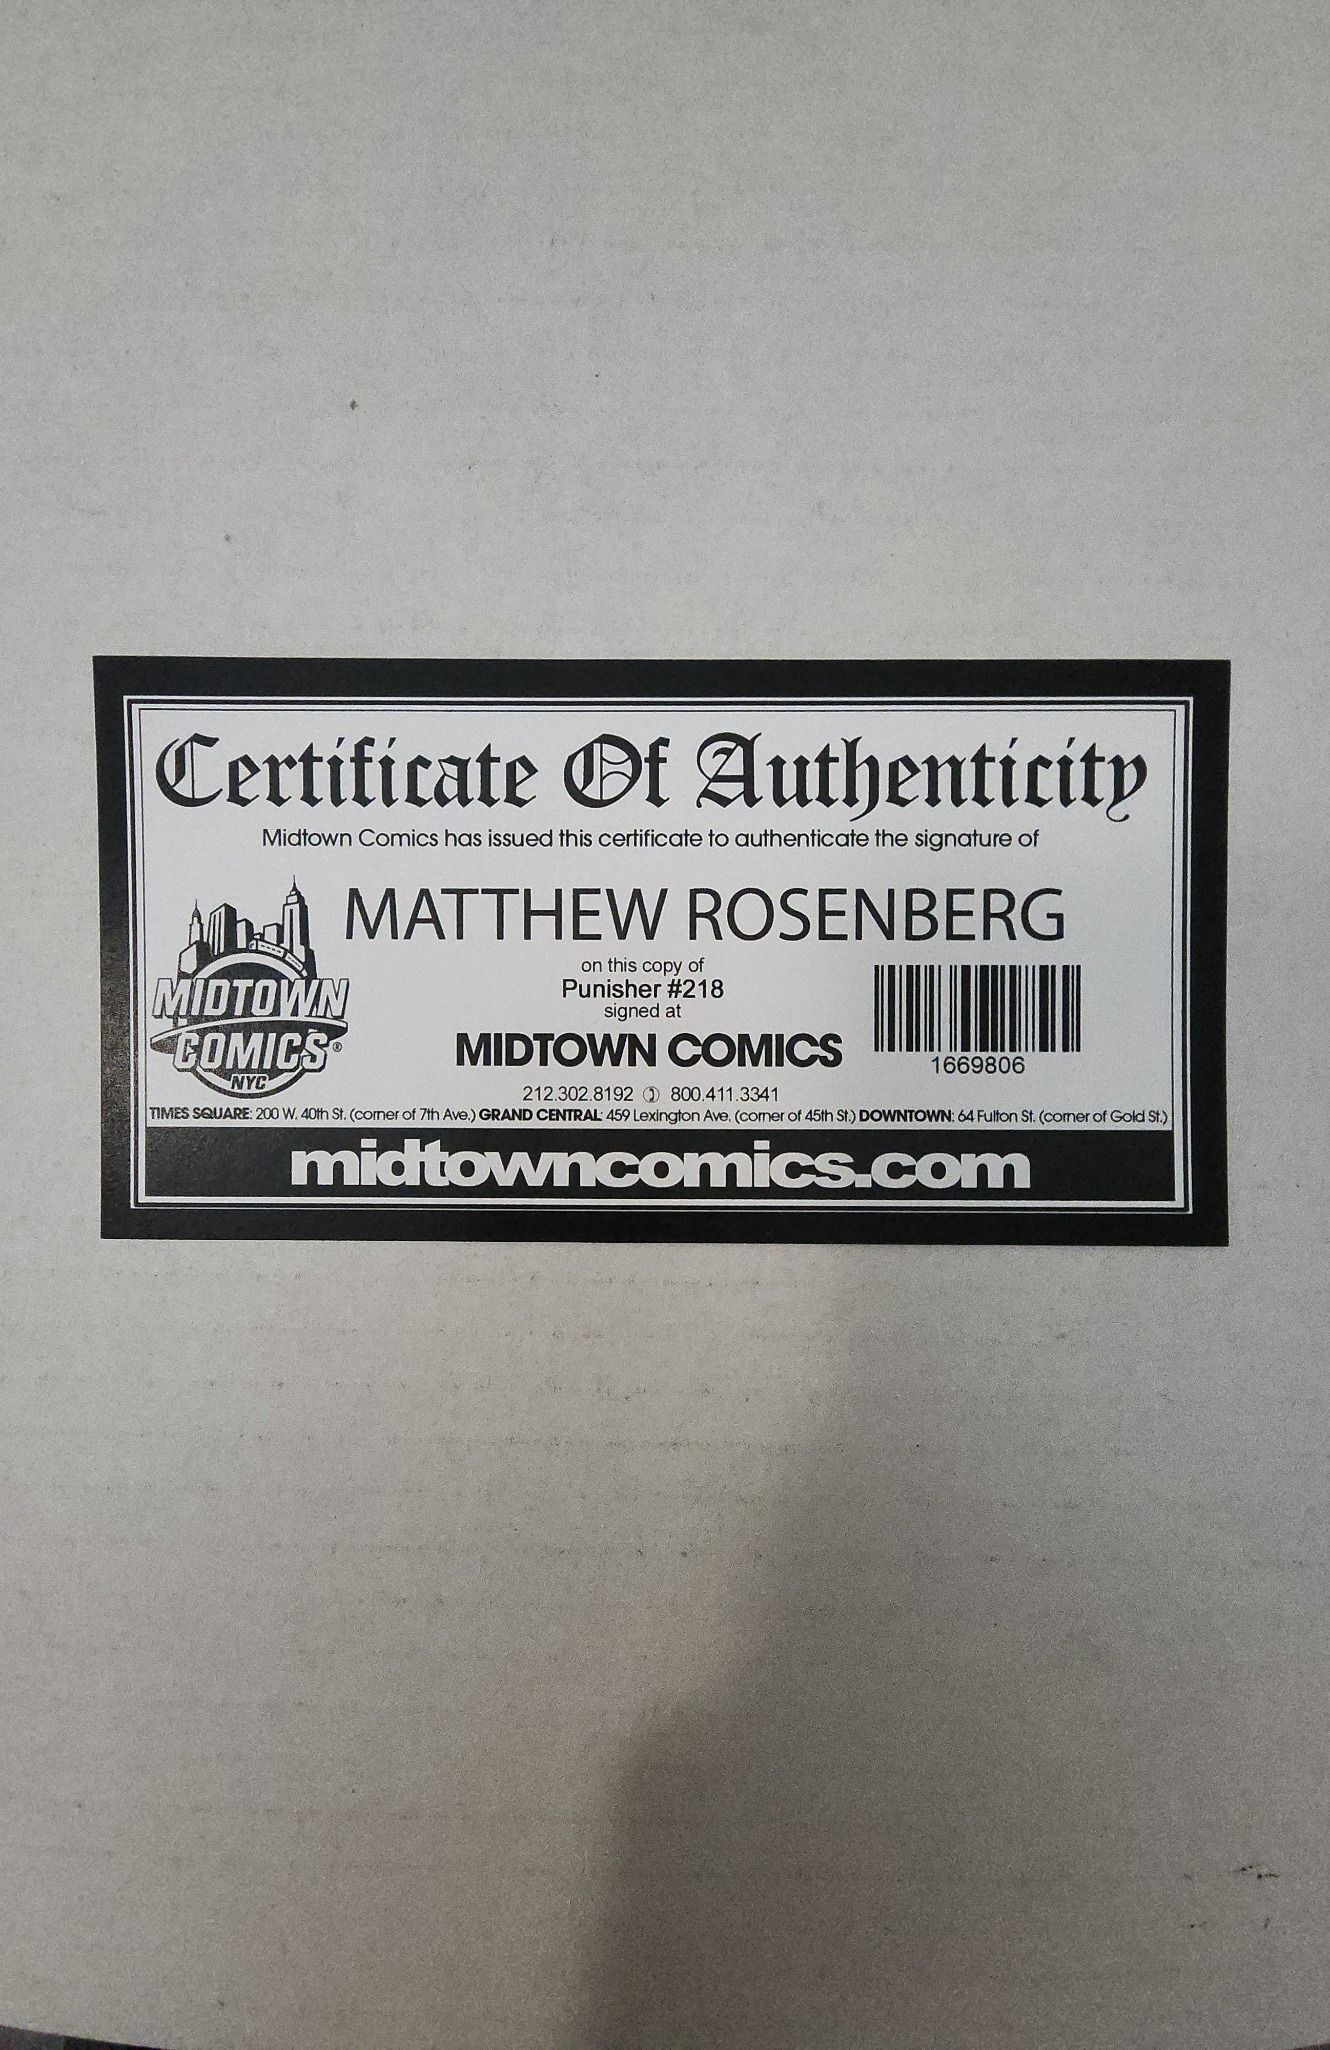 Certificate Of Authenticity
Midtown Comics has issued this certificate to authenticate the signature of
MATTHEW ROSENBERG
on this copy of
Punisher #218
signed at
MIDTOWN COMICS
MIDTOWN
COMICS®
NYC
1669806
212.302.8192 800.411.3341
TIMES SQUARE: 200 W. 40th St. (corner of 7th Ave.) GRAND CENTRAL: 459 Lexington Ave. (corner of 45th St.) DOWNTOWN: 64 Fulton St. (corner of Gold St.)
midtowncomics.com